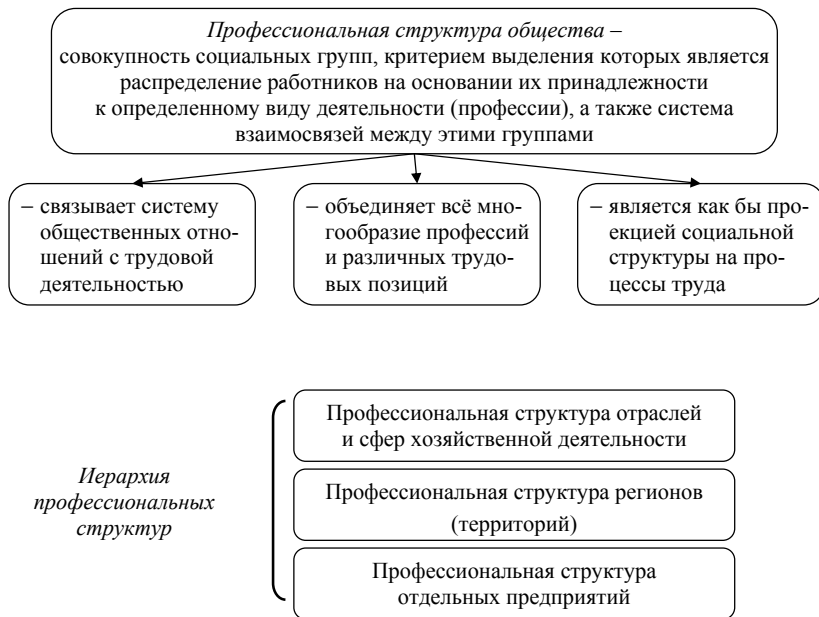 Профессиональная структура общества –
совокупность социальных групп, критерием выделения которых является
распределение работников на основании их принадлежности
к определенному виду деятельности (профессии), а также система
взаимосвязей между этими группами
– связывает систему
общественных отно-
шений с трудовой
деятельностью
– объединяет всё мно-
гообразие профессий
и различных трудо-
вых позиций
– является как бы про-
екцией социальной
структуры на про-
цессы труда
Иерархия
профессиональных
структур
Профессиональная структура отраслей
и сфер хозяйственной деятельности
Профессиональная структура регионов
(территорий)
Профессиональная структура
отдельных предприятий